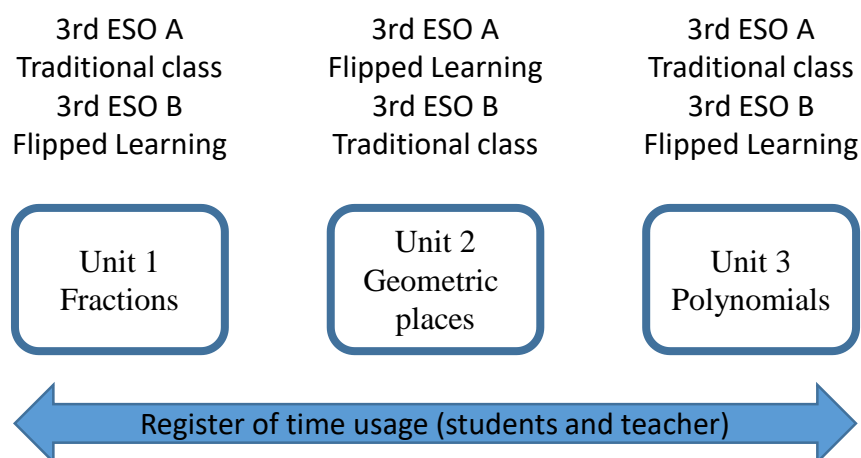 3rd ESO A
Traditional class
3rd ESO B
Flipped Learning
3rd ESO A
Flipped Learning
3rd ESO B
Traditional class
3rd ESO A
Traditional class
3rd ESO B
Flipped Learning
Unit 1
Fractions
Unit 2
Geometric
places
Unit 3
Polynomials
Register of time usage (students and teacher)